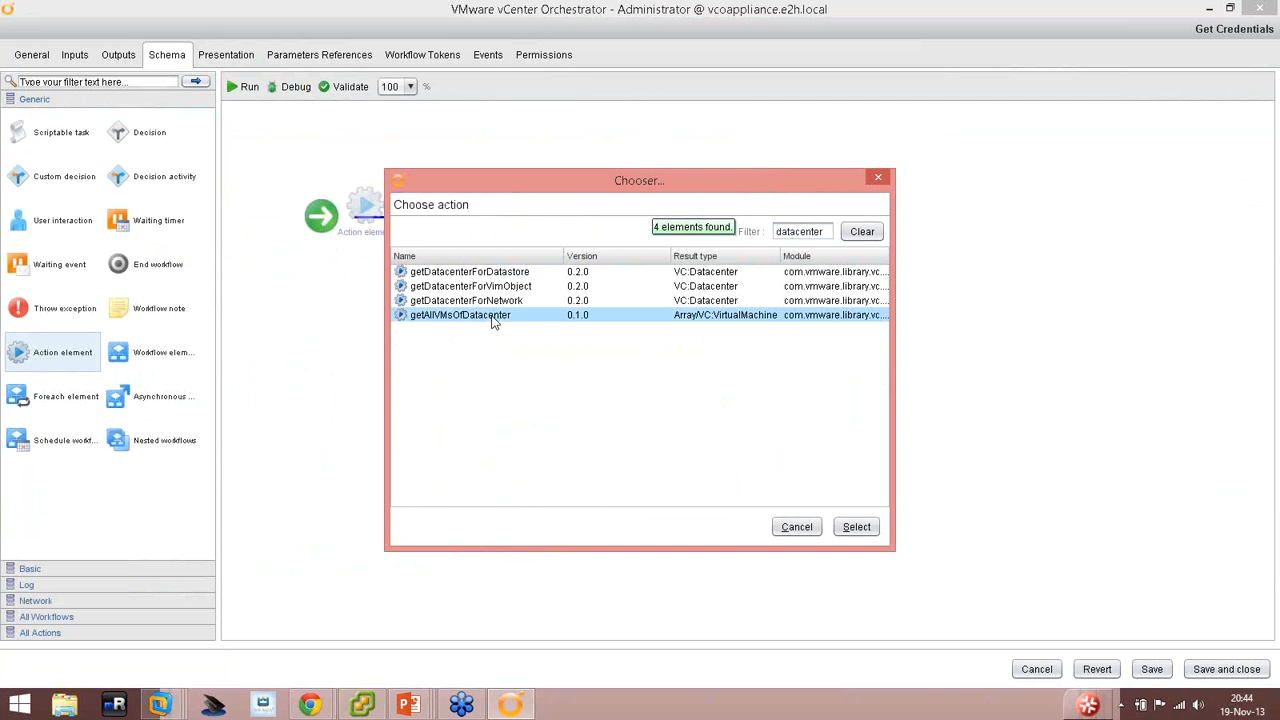 VMware vCenter Orchestrator - Administrator @ vcoappliance.e2h.local
Get Credentials
General Inputs Outputs Schema Presentation Parameters References Workflow Tokens Events Permissions
Type your filter text here...
Run Debug Validate 100 %
Generic
Scriptable task Decision
Custom decision Decision activity
User interaction Waiting timer
Waiting event End workflow
Throw exception Workflow note
Action element Workflow elem...
Foreach element Asynchronous ...
Schedule workf... Nested workflows
Basic
Log
Network
All Workflows
All Actions
Action eleme
Chooser...
Choose action
4 elements found. Filter : datacenter Clear
Name Version Result type Module
getDatacenterForDatastore 0.2.0 VC:Datacenter com.vmware.library.vc....
getDatacenterForVimObject 0.2.0 VC:Datacenter com.vmware.library.vc....
getDatacenterForNetwork 0.2.0 VC:Datacenter com.vmware.library.vc....
getAllVMsOfDatacenter 0.1.0 Array/VC:VirtualMachine com.vmware.library.vc....
Cancel Select
Cancel Revert Save Save and close
mR
20:44
19-Nov-13